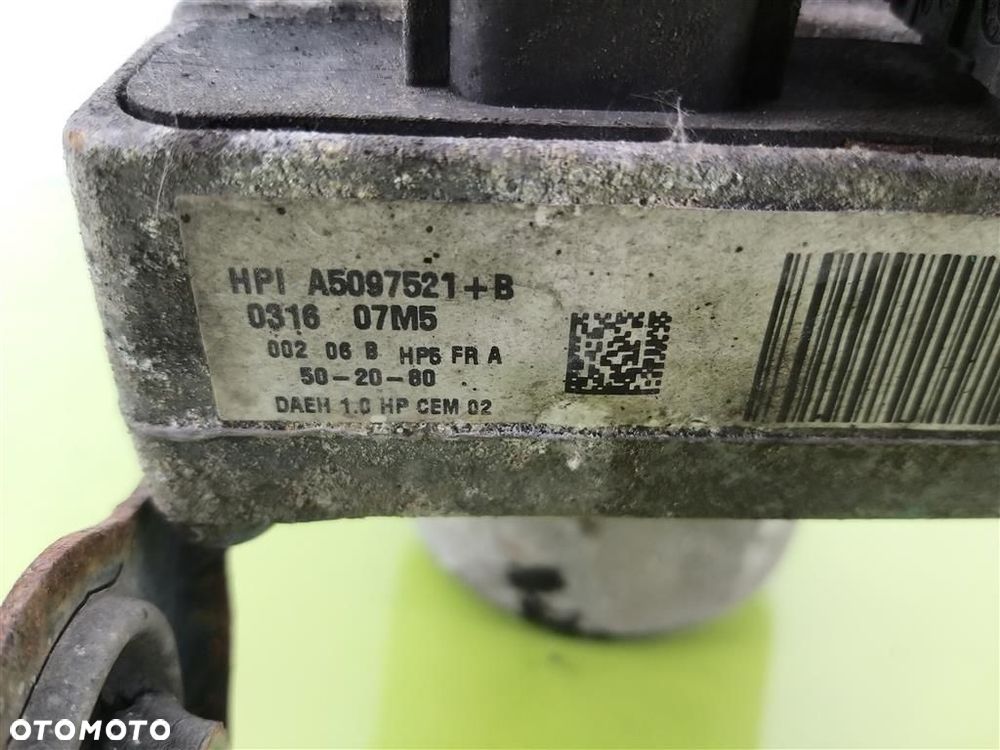 HPI A5097521+B
0316 07M5
002 06 B HP5 FR A
50-20-80
DAEH 1.0 HP CEM 02
OTOMOTO